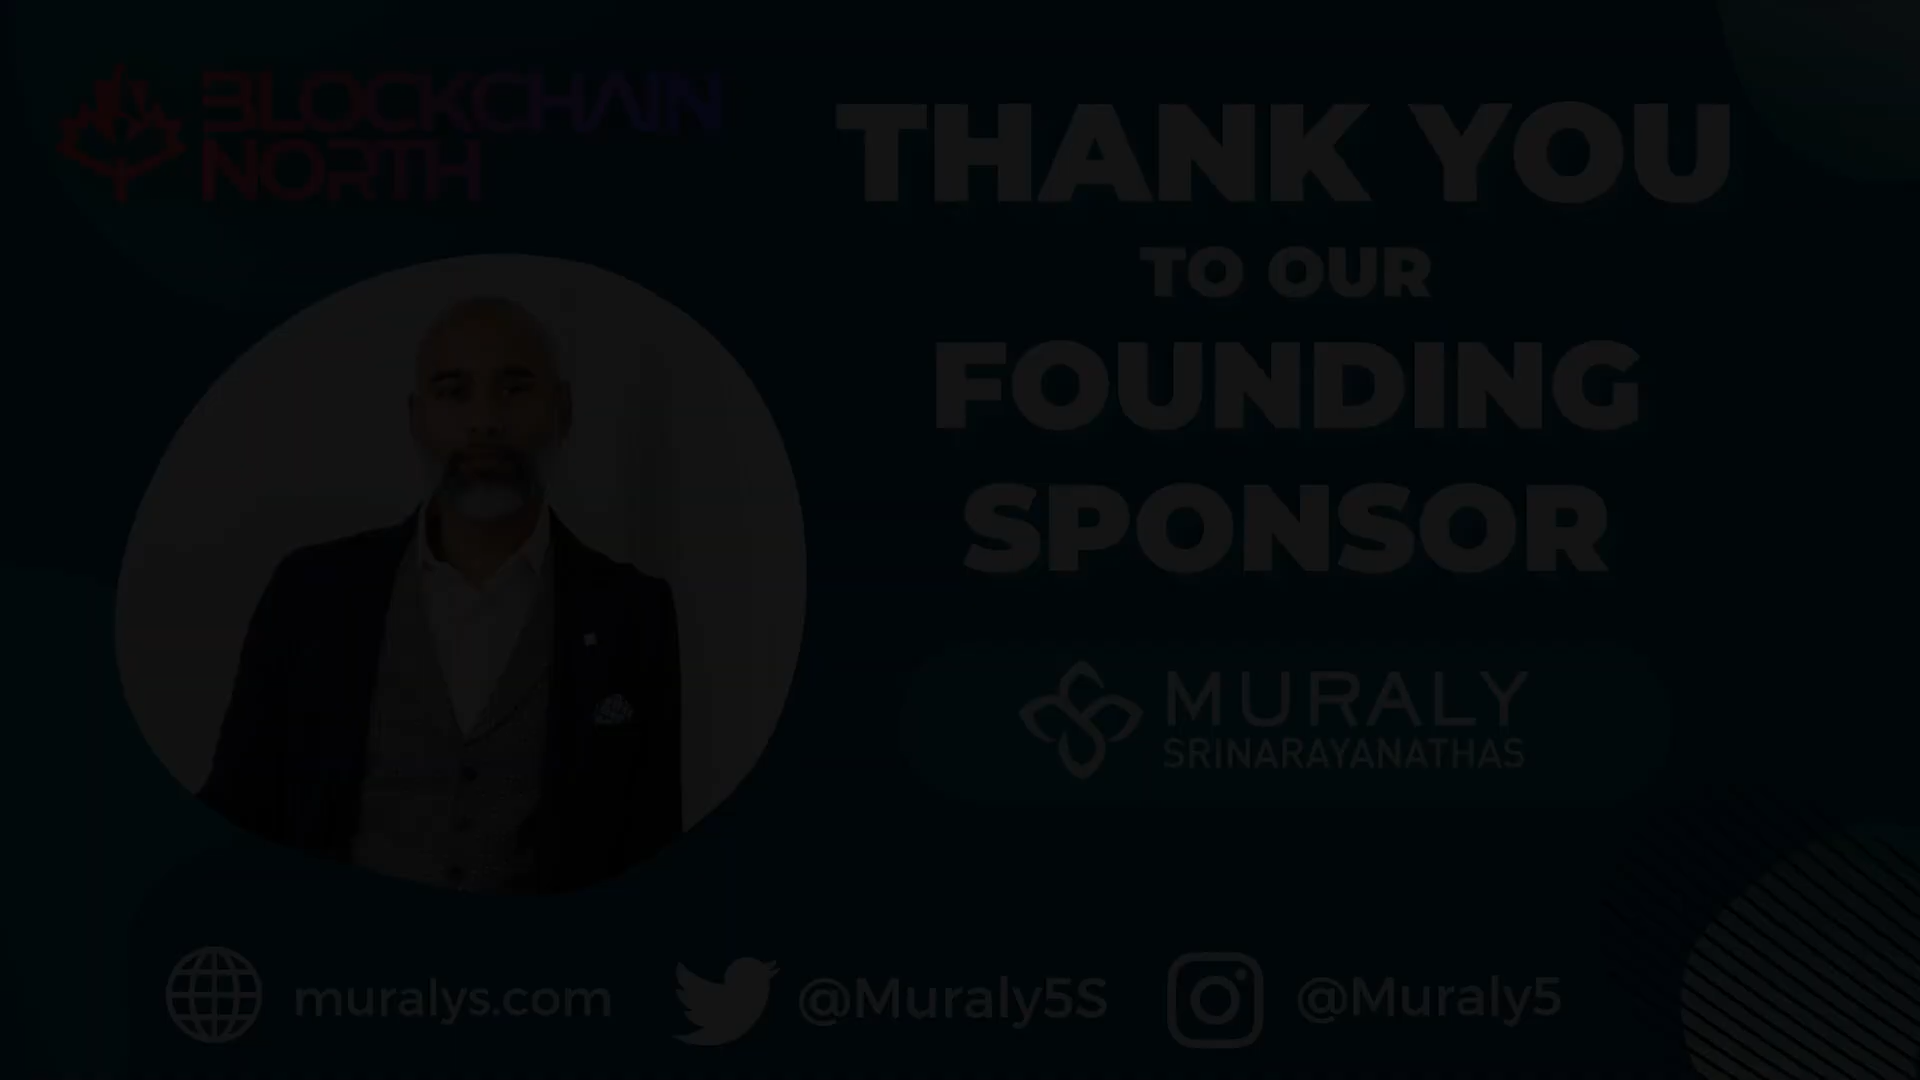 BLOCKCHAIN
NORTH
THANK YOU
TO OUR
FOUNDING
SPONSOR
MURALY
SRINARAYANATHAS
muralys.com
@Muraly5S
@Muraly5